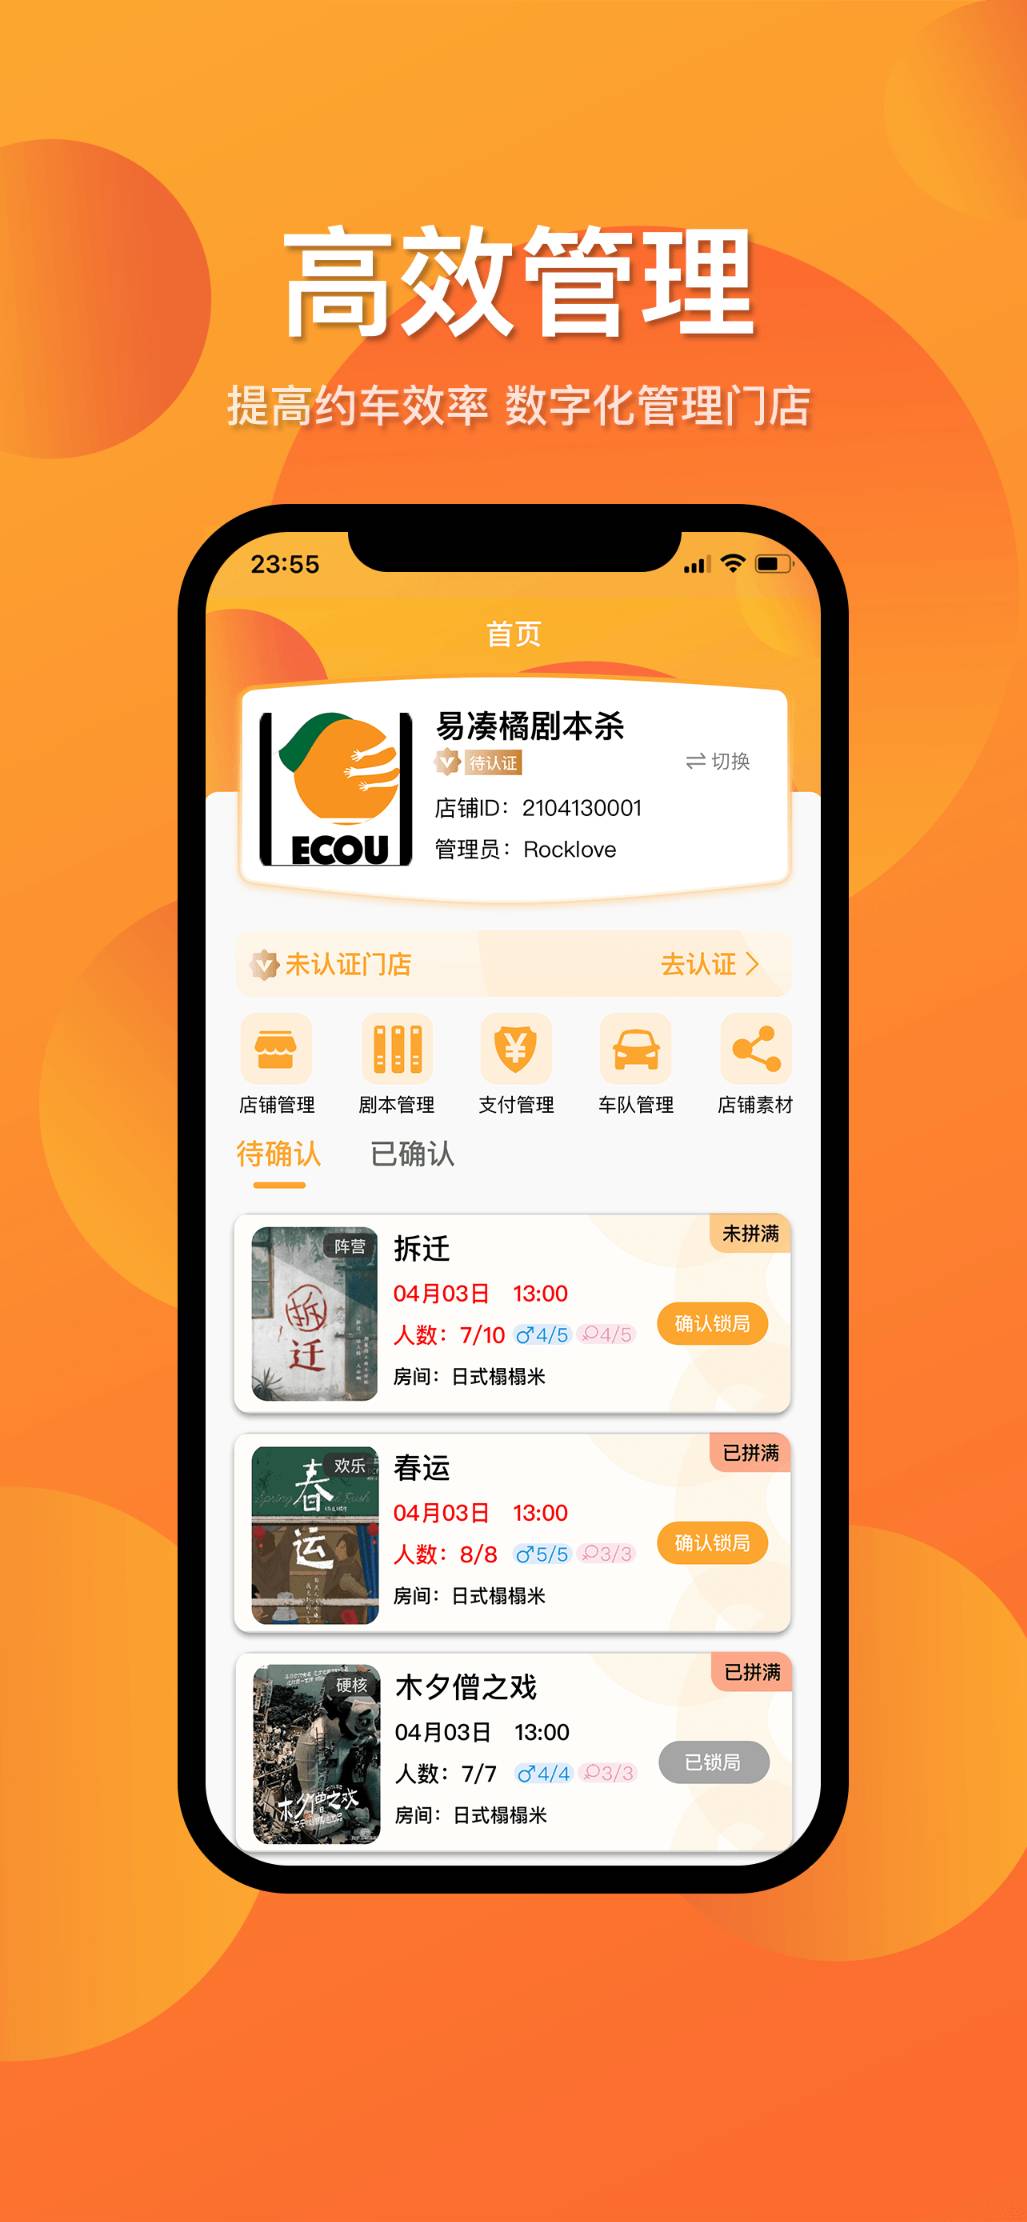 高效管理
提高约车效率 数字化管理门店
23:55
首页
易凑橘剧本杀
待认证
切换
店铺ID：2104130001
管理员：Rocklove
ECOU
未认证门店 去认证
店铺管理 剧本管理 支付管理 车队管理 店铺素材
待确认 已确认
未拼满
阵营
拆迁
04月03日 13:00
人数：7/10 4/5 4/5
确认锁局
房间：日式榻榻米
拆
迁
已拼满
欢乐
春运
04月03日 13:00
人数：8/8 5/5 3/3
确认锁局
房间：日式榻榻米
春
运
已拼满
硬核
木夕僧之戏
04月03日 13:00
人数：7/7 4/4 3/3
已锁局
房间：日式榻榻米
木夕僧之戏